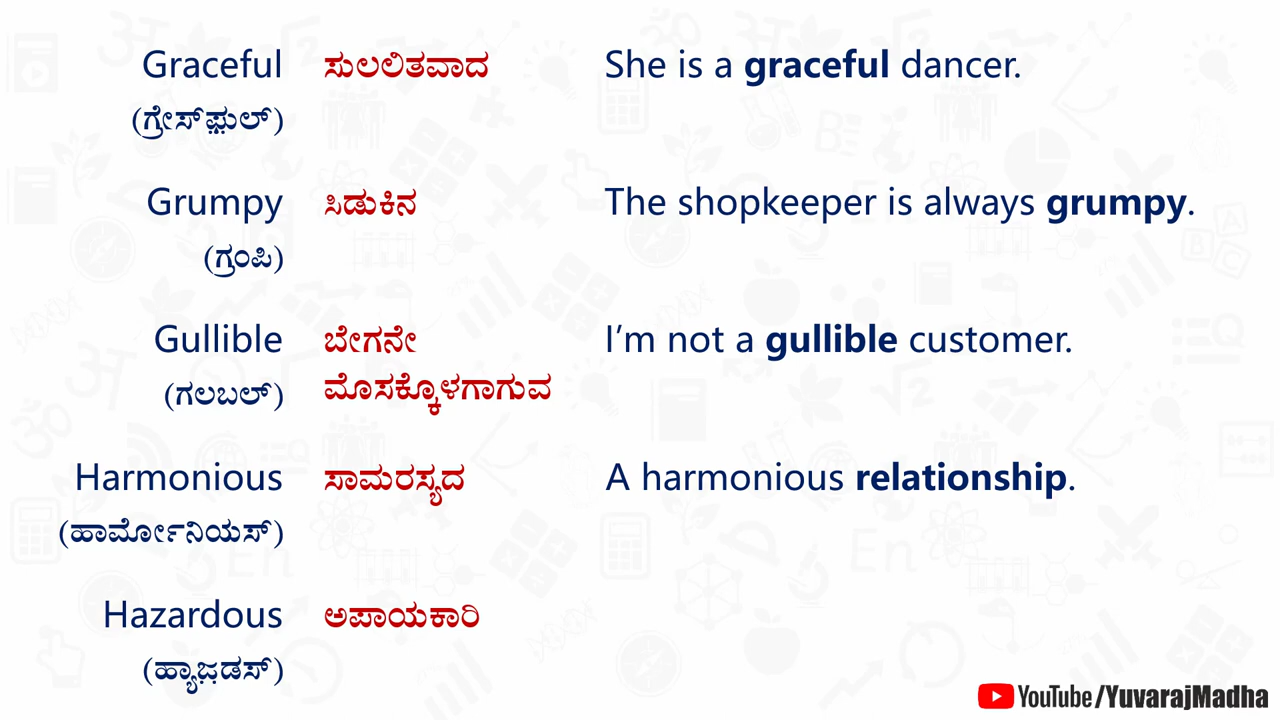 Graceful ಸುಲಲಿತವಾದ She is a graceful dancer.
(ಗ್ರೇಸ್‌ಫ಼ುಲ್)
Grumpy ಸಿಡುಕಿನ The shopkeeper is always grumpy.
(ಗ್ರಂಪಿ)
Gullible ಬೇಗನೇ I’m not a gullible customer.
(ಗಲಬಲ್) ಮೊಸಕ್ಕೊಳಗಾಗುವ
Harmonious ಸಾಮರಸ್ಯದ A harmonious relationship.
(ಹಾರ್ಮೋನಿಯಸ್)
Hazardous ಅಪಾಯಕಾರಿ
(ಹ್ಯಾಜ಼ಡಸ್)
YouTube/YuvarajMadha